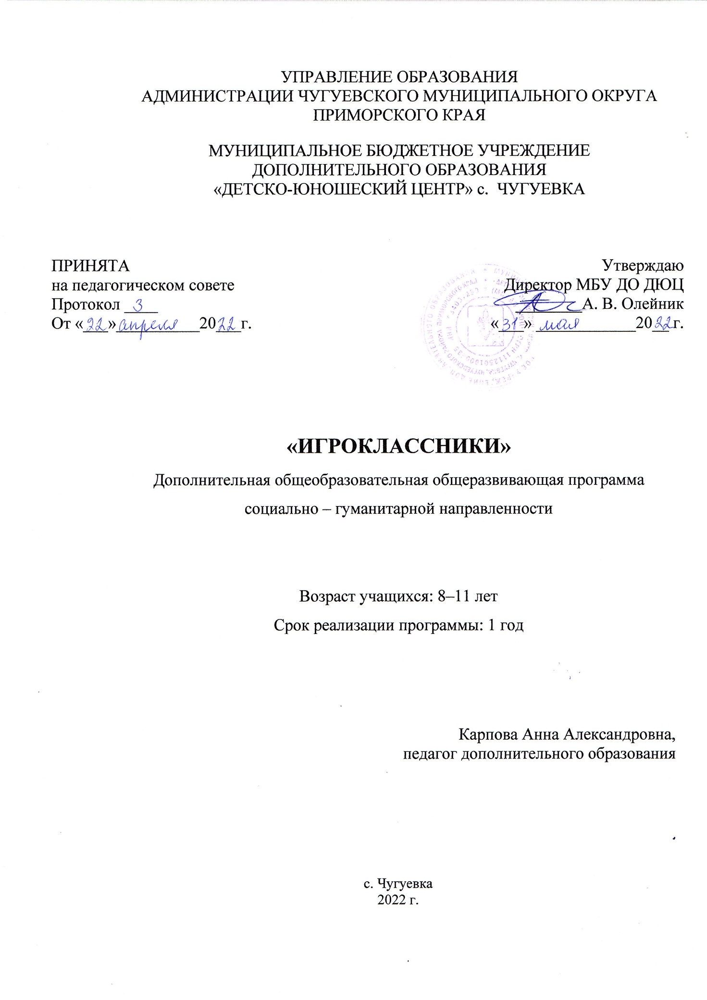 УПРАВЛЕНИЕ ОБРАЗОВАНИЯ
АДМИНИСТРАЦИИ ЧУГУЕВСКОГО МУНИЦИПАЛЬНОГО ОКРУГА
ПРИМОРСКОГО КРАЯ
МУНИЦИПАЛЬНОЕ БЮДЖЕТНОЕ УЧРЕЖДЕНИЕ
ДОПОЛНИТЕЛЬНОГО ОБРАЗОВАНИЯ
«ДЕТСКО-ЮНОШЕСКИЙ ЦЕНТР» с. ЧУГУЕВКА
ПРИНЯТА
на педагогическом совете
Протокол 3
От «22» апреля 2022 г.
Утверждаю
Директор МБУ ДО ДЮЦ
А. В. Олейник
«31» мая 2022 г.
«ИГРОКЛАССНИКИ»
Дополнительная общеобразовательная общеразвивающая программа
социально – гуманитарной направленности
Возраст учащихся: 8–11 лет
Срок реализации программы: 1 год
Карпова Анна Александровна,
педагог дополнительного образования
с. Чугуевка
2022 г.